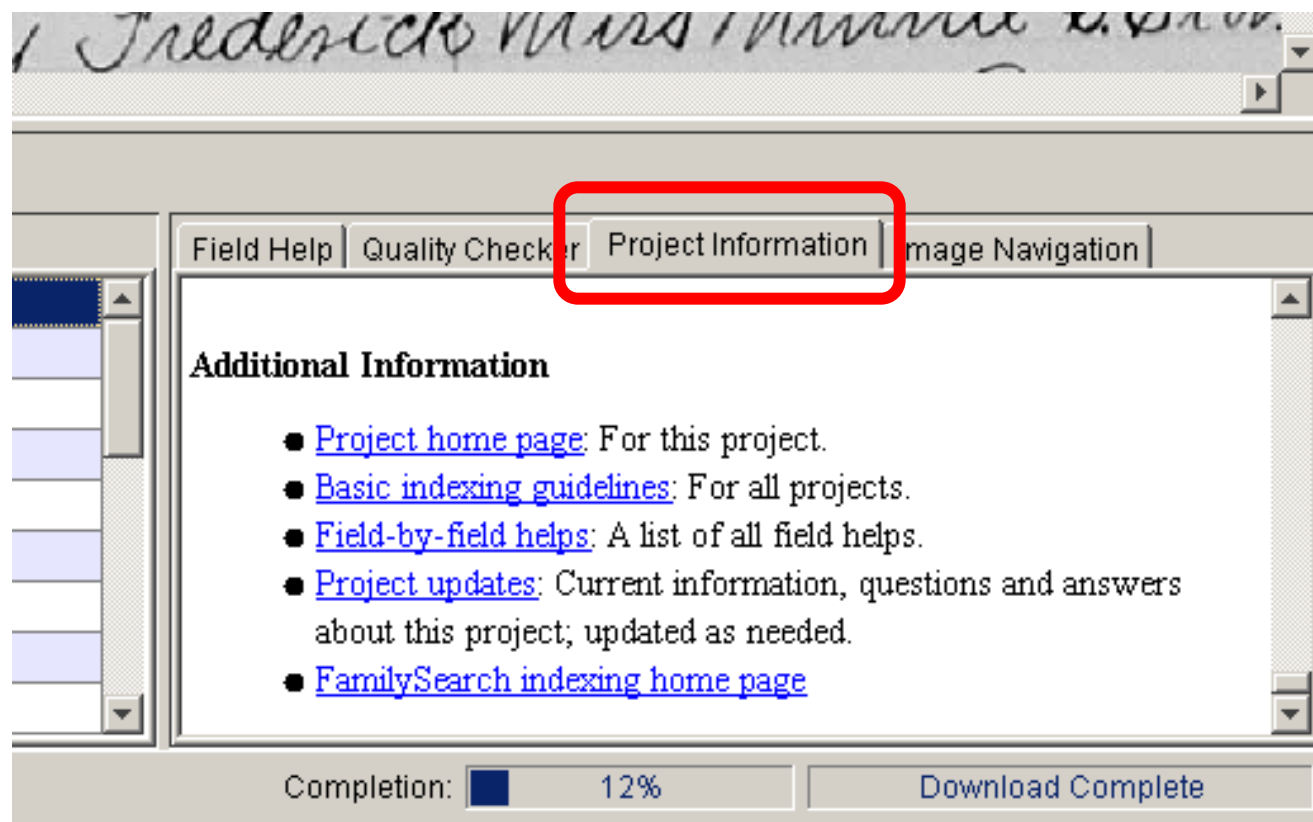 Frederick Miss Minnie
Field Help Quality Checker Project Information Image Navigation
Additional Information
Project home page: For this project.
Basic indexing guidelines: For all projects.
Field-by-field helps: A list of all field helps.
Project updates: Current information, questions and answers
about this project; updated as needed.
FamilySearch indexing home page
Completion: 12% Download Complete